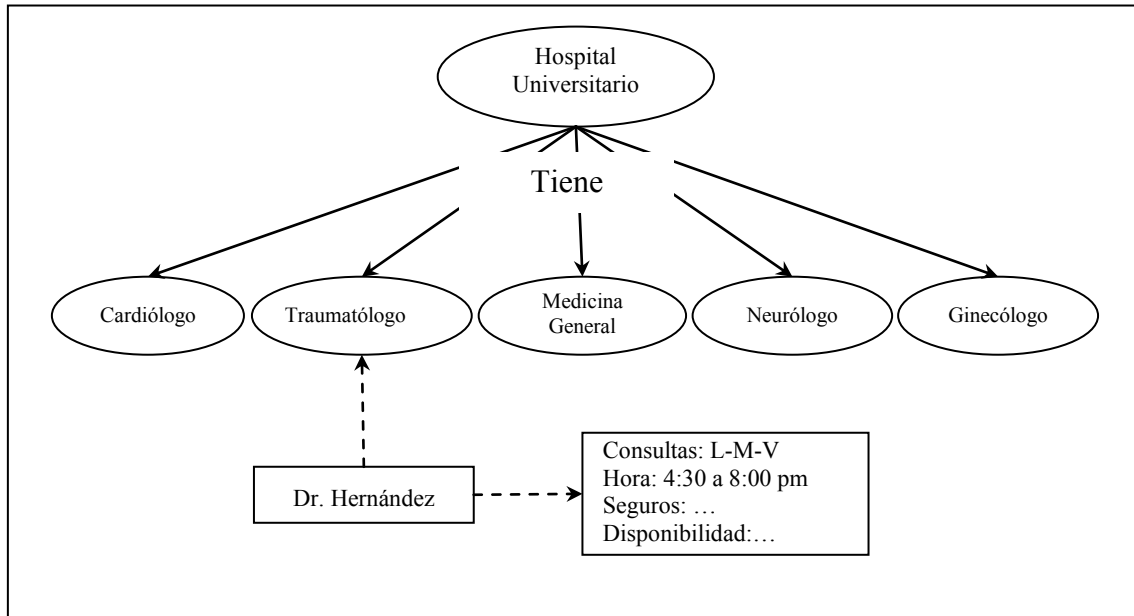 Hospital
Universitario
Tiene
Cardiólogo
Traumatólogo
Medicina
General
Neurólogo
Ginecólogo
Dr. Hernández
Consultas: L-M-V
Hora: 4:30 a 8:00 pm
Seguros: …
Disponibilidad:…